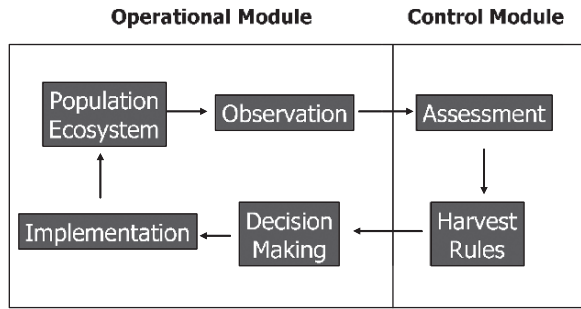 Operational Module
Control Module
Population
Ecosystem
Observation
Assessment
Implementation
Decision
Making
Harvest
Rules